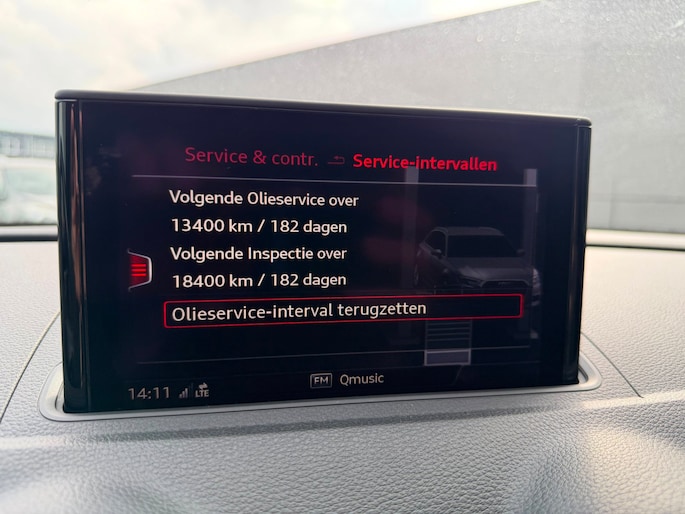 Service & contr. Service-intervallen
Volgende Olieservice over
13400 km / 182 dagen
Volgende Inspectie over
18400 km / 182 dagen
Olieservice-interval terugzetten
14:11 LTE FM Qmusic